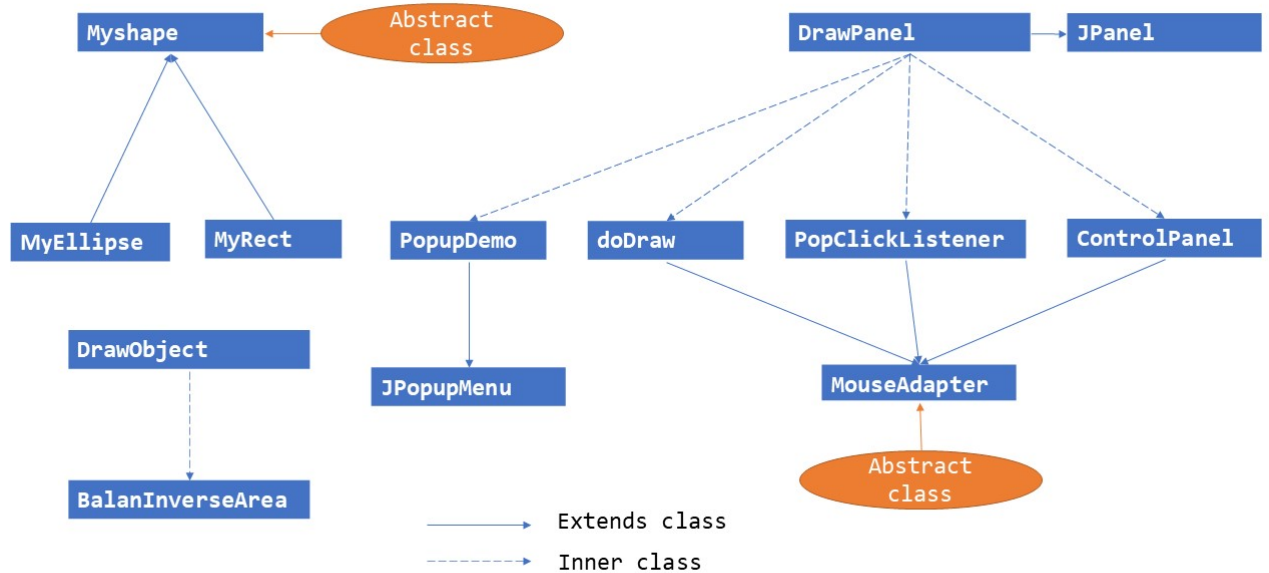 Myshape
Abstract
class
DrawPanel
JPanel
MyEllipse
MyRect
PopupDemo
doDraw
PopClickListener
ControlPanel
DrawObject
JPopupMenu
MouseAdapter
BalanInverseArea
Abstract
class
Extends class
Inner class